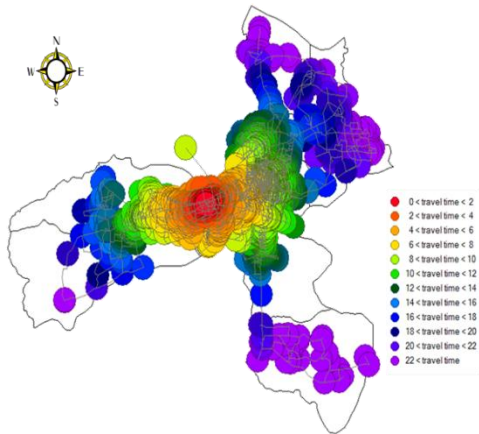 N
W E
S
0 < travel time < 2
2 < travel time < 4
4 < travel time < 6
6 < travel time < 8
8 < travel time < 10
10 < travel time < 12
12 < travel time < 14
14 < travel time < 16
16 < travel time < 18
18 < travel time < 20
20 < travel time < 22
22 < travel time